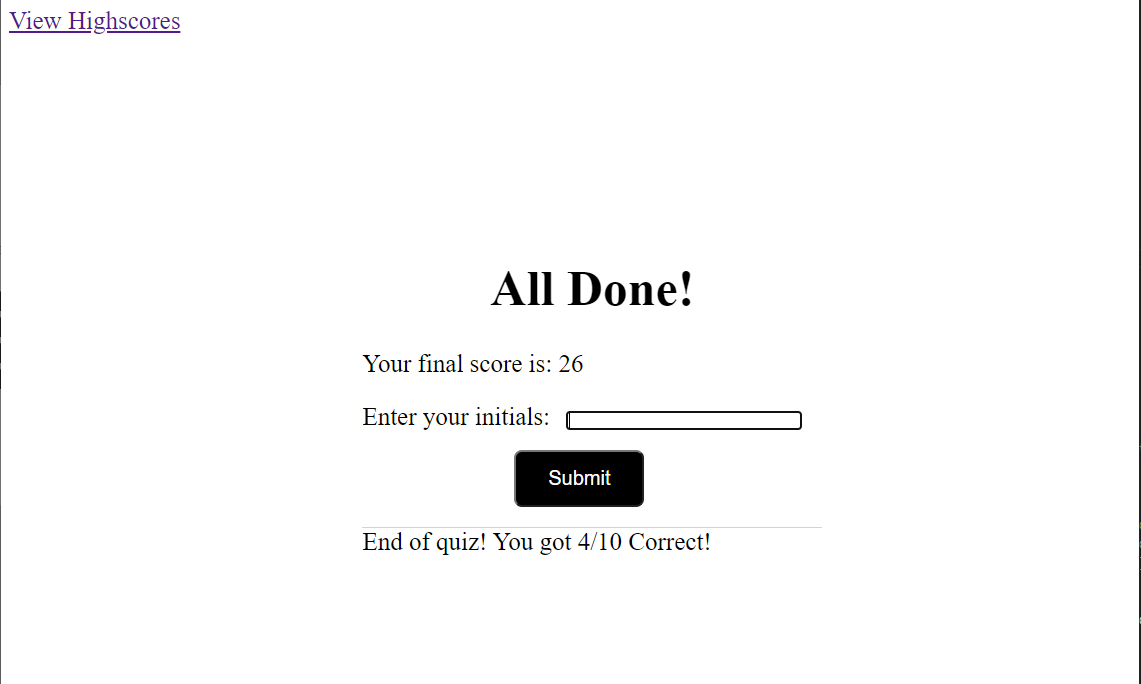 View Highscores
All Done!
Your final score is: 26
Enter your initials:
Submit
End of quiz! You got 4/10 Correct!